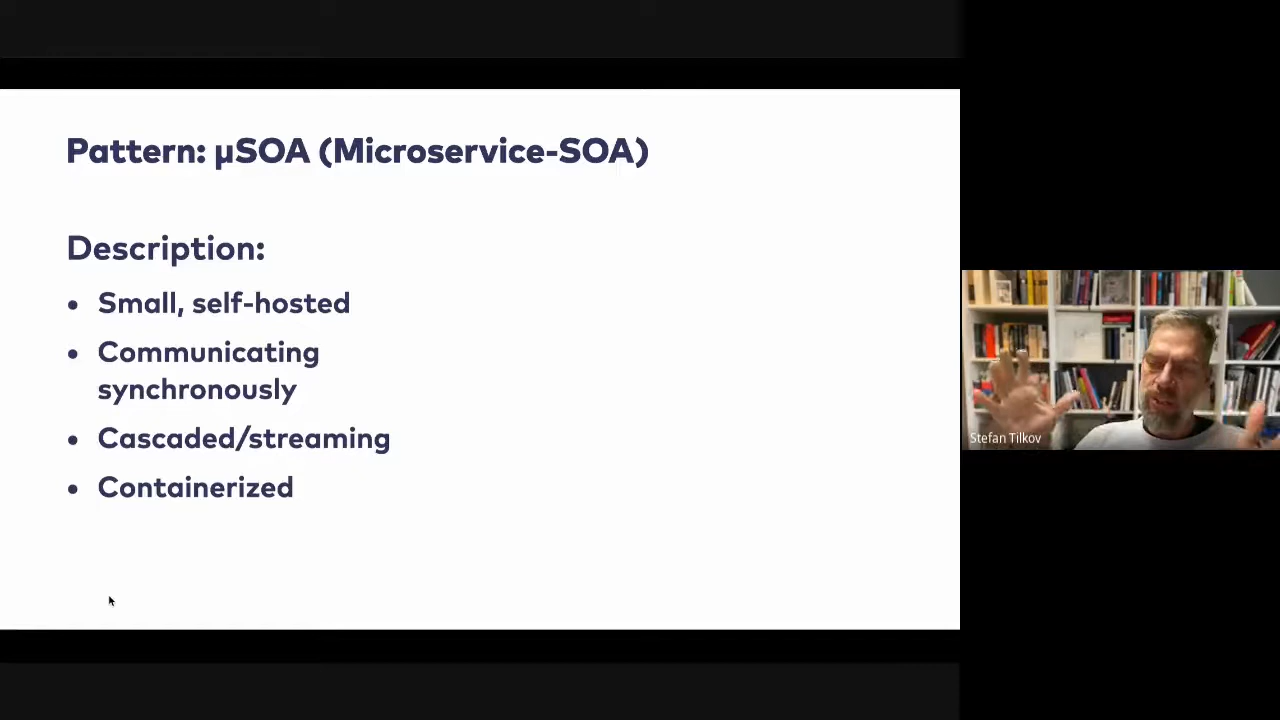 Pattern: µSOA (Microservice-SOA)
Description:
• Small, self-hosted
• Communicating
synchronously
• Cascaded/streaming
• Containerized
Stefan Tilkov